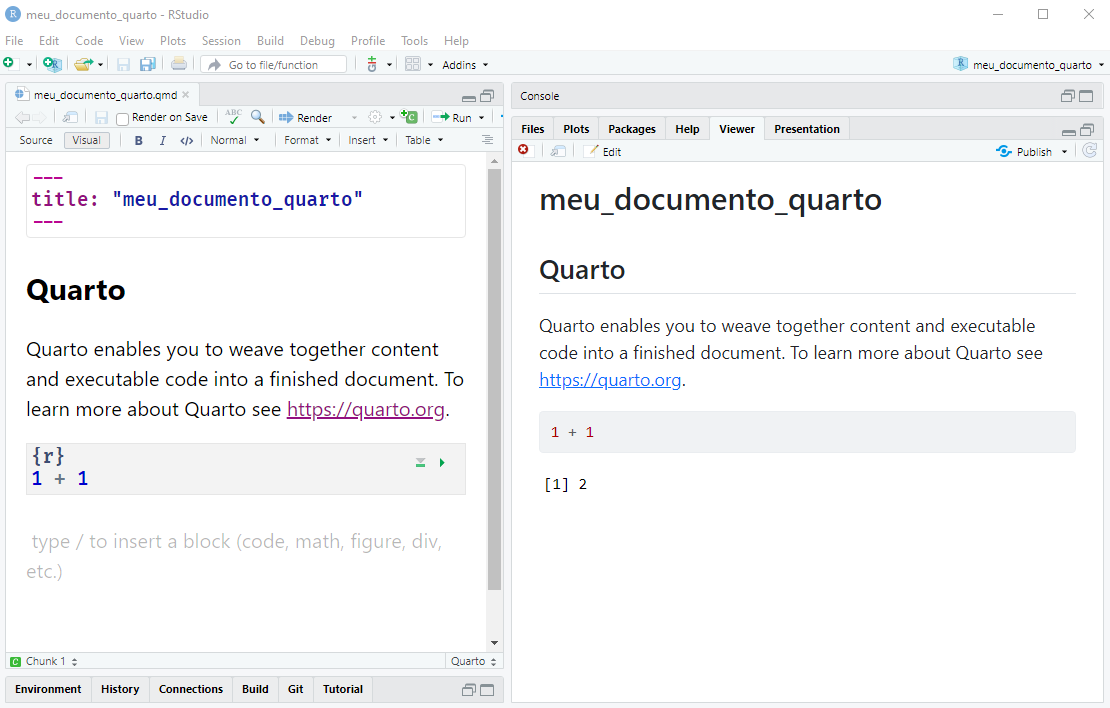 meu_documento_quarto - RStudio
File Edit Code View Plots Session Build Debug Profile Tools Help
Go to file/function Addins meu_documento_quarto
meu_documento_quarto.qmd
Render on Save ABC Render Run
Source Visual B I </> Normal Format Insert Table
---
title: "meu_documento_quarto"
---
Quarto
Quarto enables you to weave together content
and executable code into a finished document. To
learn more about Quarto see https://quarto.org.
{r}
1 + 1
type / to insert a block (code, math, figure, div,
etc.)
C Chunk 1 Quarto
Environment History Connections Build Git Tutorial
Console
Files Plots Packages Help Viewer Presentation
Edit Publish
meu_documento_quarto
Quarto
Quarto enables you to weave together content and executable
code into a finished document. To learn more about Quarto see
https://quarto.org.
1 + 1
[1] 2